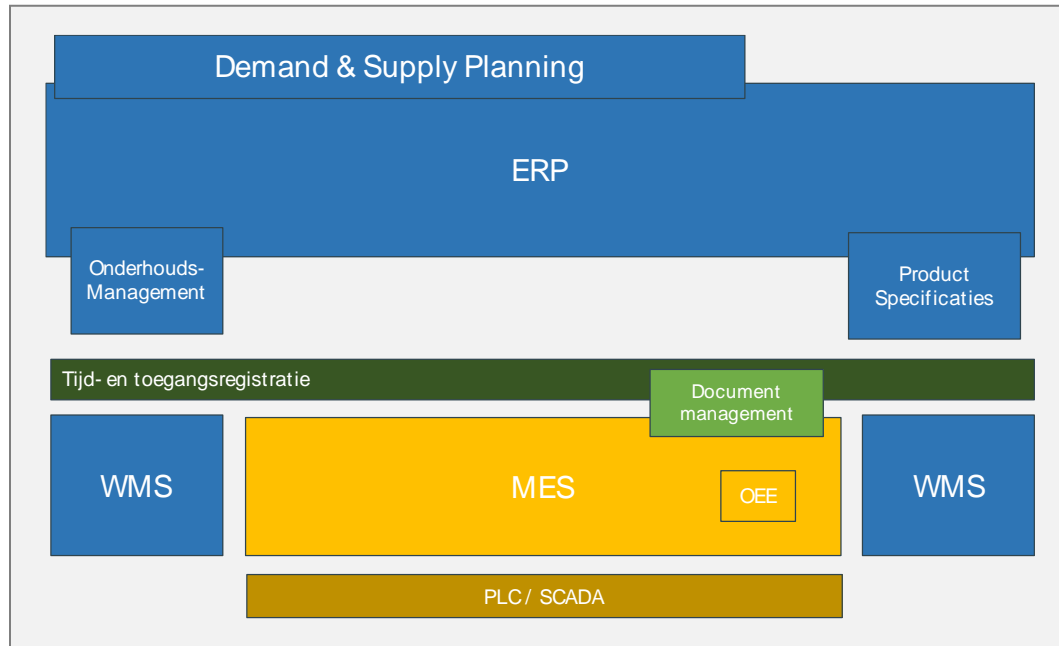 Demand & Supply Planning
ERP
Onderhouds-
Management
Product
Specificaties
Tijd- en toegangsregistratie
Document
management
WMS
MES
OEE
WMS
PLC / SCADA